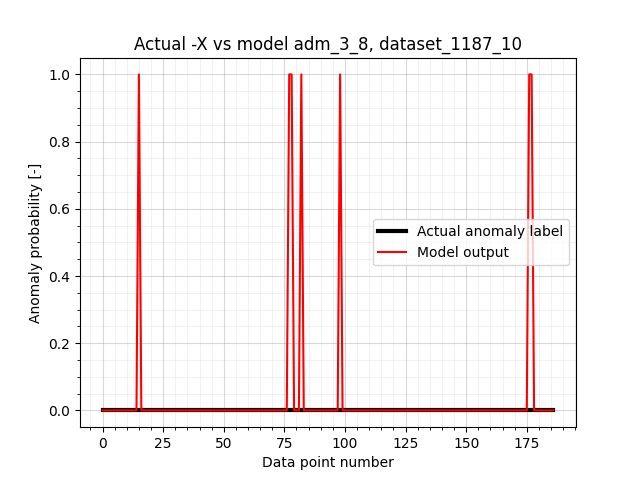 Actual -X vs model adm_3_8, dataset_1187_10
1.0
0.8
0.6
0.4
0.2
0.0
Anomaly probability [-]
Actual anomaly label
Model output
0 25 50 75 100 125 150 175
Data point number